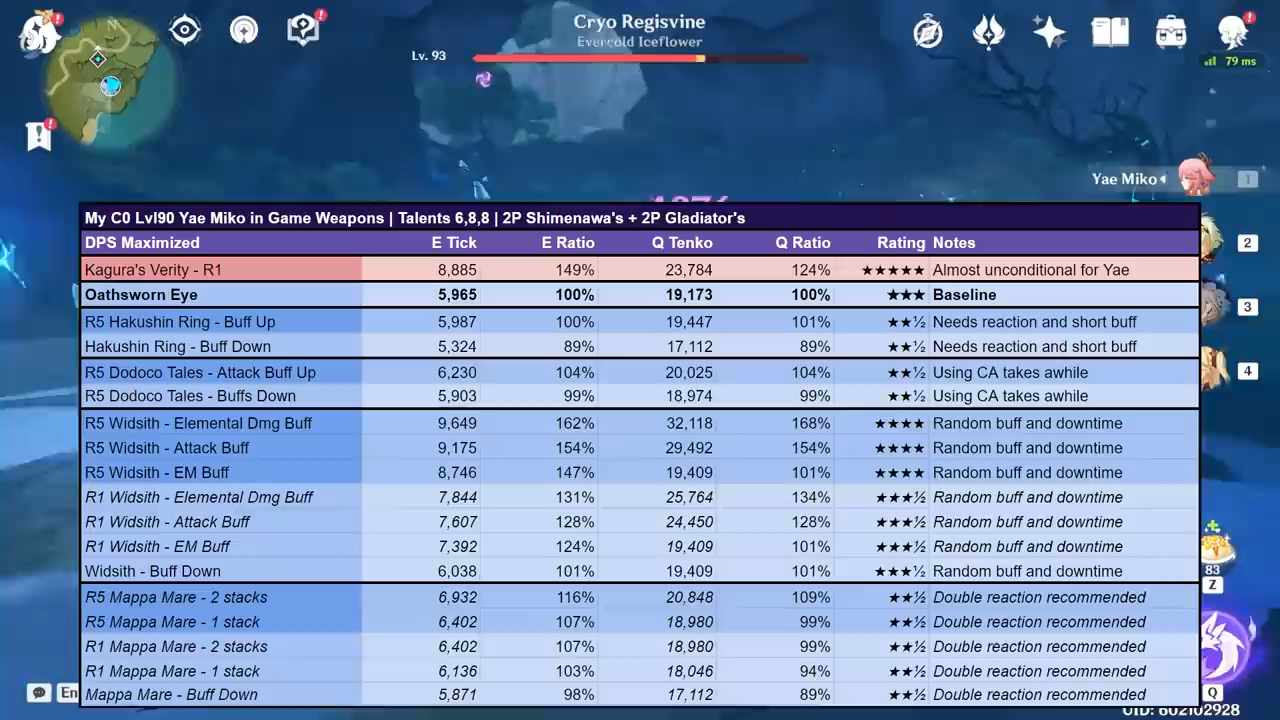 N
Cryo Regisvine
Evercold Iceflower
Lv. 93
79 ms
Yae Miko
1
2
3
4
My C0 Lvl90 Yae Miko in Game Weapons | Talents 6,8,8 | 2P Shimenawa's + 2P Gladiator's
DPS Maximized E Tick E Ratio Q Tenko Q Ratio Rating Notes
Kagura's Verity - R1 8,885 149% 23,784 124% ★★★★★ Almost unconditional for Yae
Oathsworn Eye 5,965 100% 19,173 100% ★★★ Baseline
R5 Hakushin Ring - Buff Up 5,987 100% 19,447 101% ★★½ Needs reaction and short buff
Hakushin Ring - Buff Down 5,324 89% 17,112 89% ★★½ Needs reaction and short buff
R5 Dodoco Tales - Attack Buff Up 6,230 104% 20,025 104% ★★½ Using CA takes awhile
R5 Dodoco Tales - Buffs Down 5,903 99% 18,974 99% ★★½ Using CA takes awhile
R5 Widsith - Elemental Dmg Buff 9,649 162% 32,118 168% ★★★★ Random buff and downtime
R5 Widsith - Attack Buff 9,175 154% 29,492 154% ★★★★ Random buff and downtime
R5 Widsith - EM Buff 8,746 147% 19,409 101% ★★★★ Random buff and downtime
R1 Widsith - Elemental Dmg Buff 7,844 131% 25,764 134% ★★★½ Random buff and downtime
R1 Widsith - Attack Buff 7,607 128% 24,450 128% ★★★½ Random buff and downtime
R1 Widsith - EM Buff 7,392 124% 19,409 101% ★★★½ Random buff and downtime
Widsith - Buff Down 6,038 101% 19,409 101% ★★★½ Random buff and downtime
R5 Mappa Mare - 2 stacks 6,932 116% 20,848 109% ★★½ Double reaction recommended
R5 Mappa Mare - 1 stack 6,402 107% 18,980 99% ★★½ Double reaction recommended
R1 Mappa Mare - 2 stacks 6,402 107% 18,980 99% ★★½ Double reaction recommended
R1 Mappa Mare - 1 stack 6,136 103% 18,046 94% ★★½ Double reaction recommended
Mappa Mare - Buff Down 5,871 98% 17,112 89% ★★½ Double reaction recommended
83
Z
Q
En
UID: 602102928